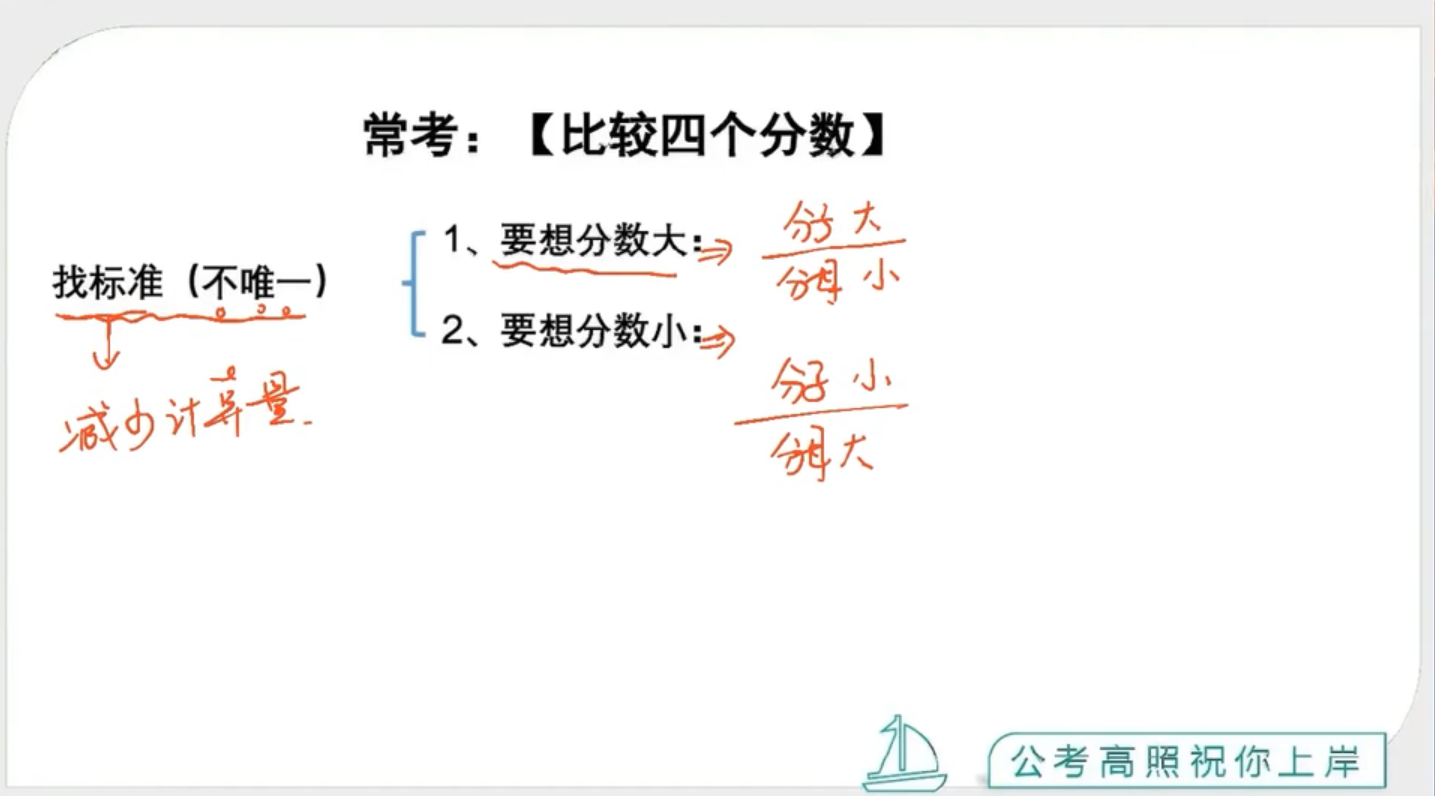 常考：【比较四个分数】
找标准（不唯一）
减少计算量.
1、要想分数大：⇒
分子 大
分母 小
2、要想分数小：⇒
分子 小
分母 大
公考高照祝你上岸